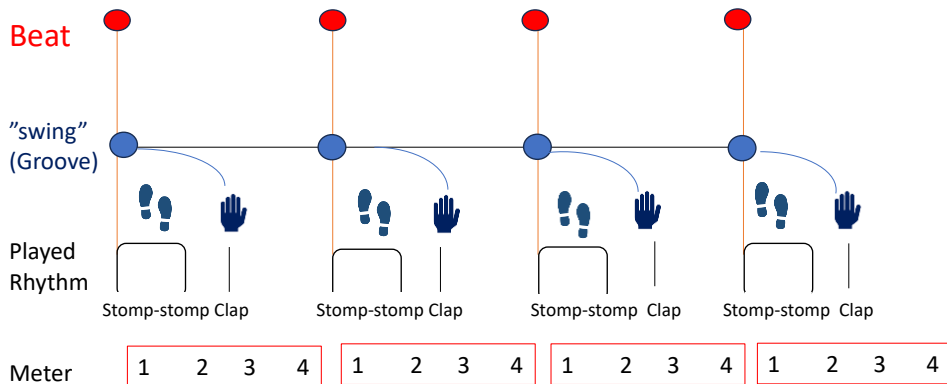 Beat
”swing”
(Groove)
Played
Rhythm
Stomp-stomp Clap Stomp-stomp Clap Stomp-stomp Clap Stomp-stomp Clap
Meter 1 2 3 4 1 2 3 4 1 2 3 4 1 2 3 4